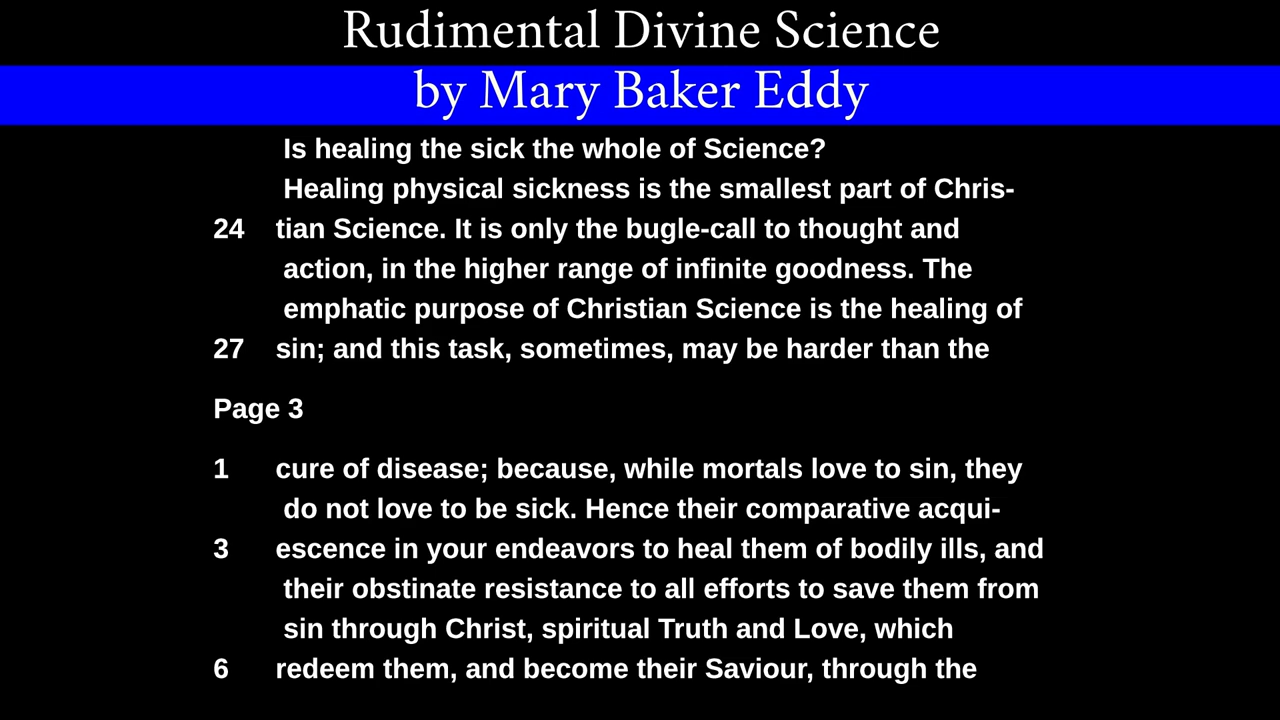 Rudimental Divine Science
by Mary Baker Eddy
Is healing the sick the whole of Science?
Healing physical sickness is the smallest part of Chris-
24 tian Science. It is only the bugle-call to thought and
action, in the higher range of infinite goodness. The
emphatic purpose of Christian Science is the healing of
27 sin; and this task, sometimes, may be harder than the
Page 3
1 cure of disease; because, while mortals love to sin, they
do not love to be sick. Hence their comparative acqui-
3 escence in your endeavors to heal them of bodily ills, and
their obstinate resistance to all efforts to save them from
sin through Christ, spiritual Truth and Love, which
6 redeem them, and become their Saviour, through the